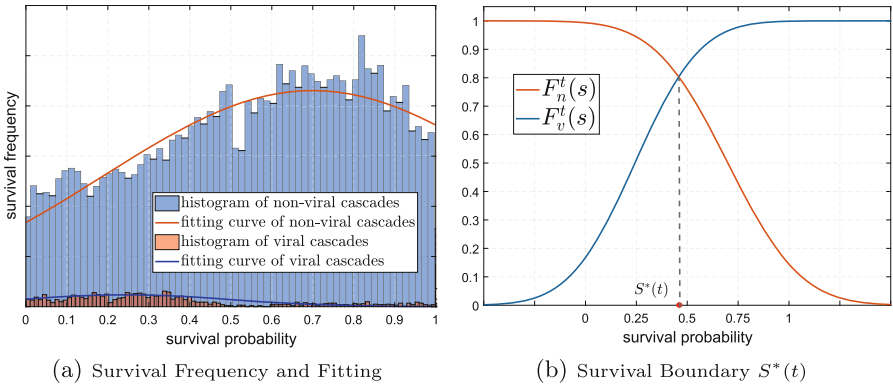 survival frequency
histogram of non-viral cascades
fitting curve of non-viral cascades
histogram of viral cascades
fitting curve of viral cascades
0 0.1 0.2 0.3 0.4 0.5 0.6 0.7 0.8 0.9 1
survival probability
(a) Survival Frequency and Fitting
1
0.9
0.8
0.7
0.6
0.5
0.4
0.3
0.2
0.1
0
F_n^t(s)
F_v^t(s)
S*(t)
0 0.25 0.5 0.75 1
survival probability
(b) Survival Boundary S*(t)